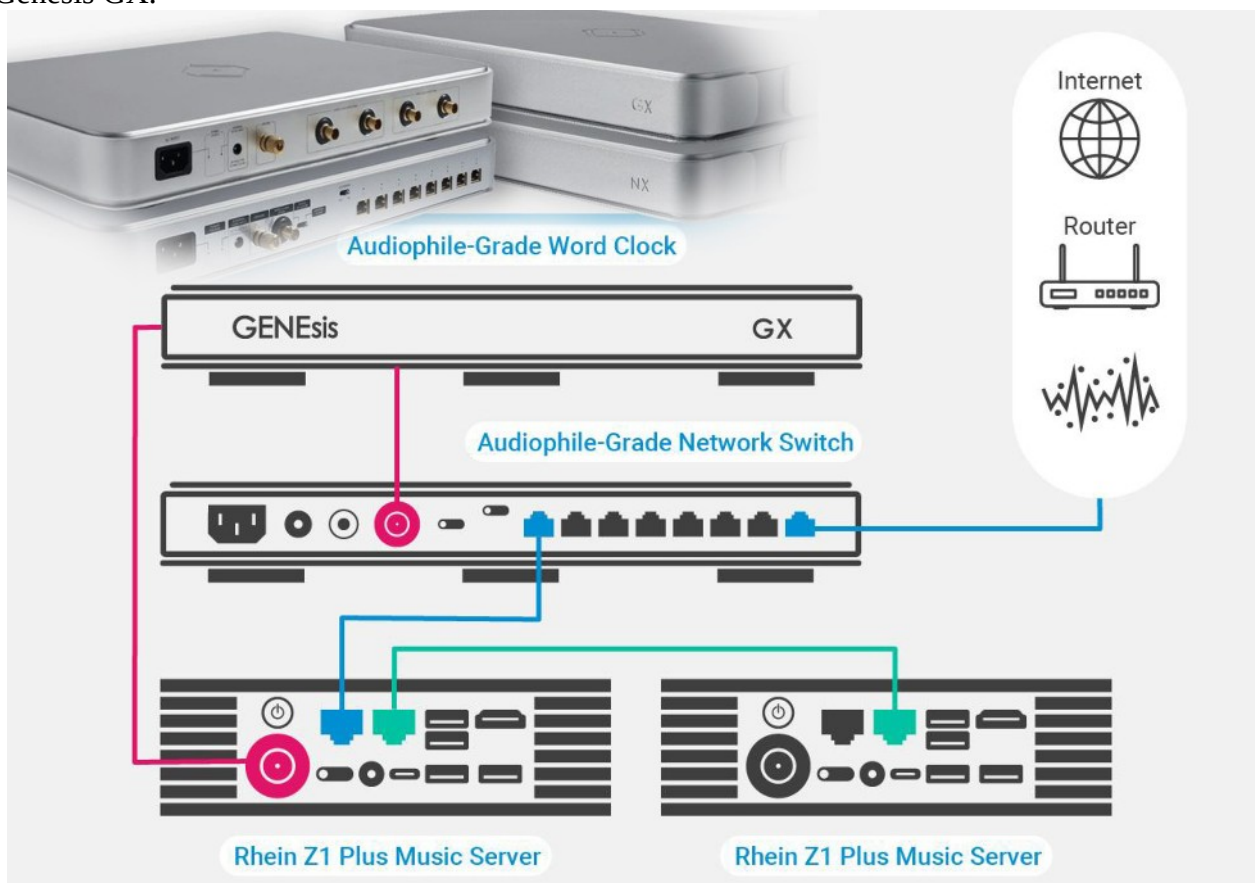 Genesis GX.
GX
NX
Audiophile-Grade Word Clock
Internet
Router
GENEsis GX
Audiophile-Grade Network Switch
Rhein Z1 Plus Music Server
Rhein Z1 Plus Music Server